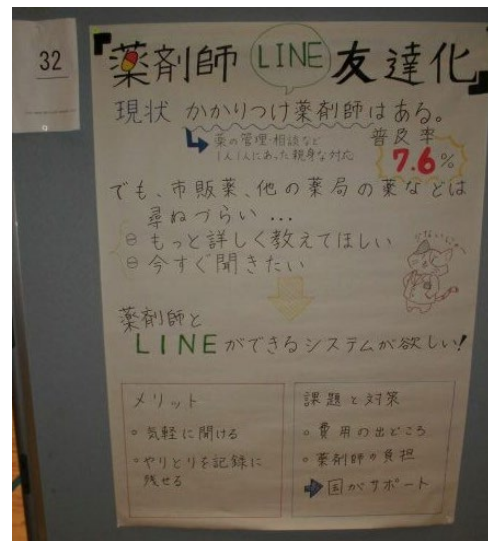 32
『薬剤師 LINE 友達化』
現状 かかりつけ薬剤師はある。
薬の管理・相談など
1人1人にあった親身な対応
普及率
7.6%
でも、市販薬、他の薬局の薬などは
尋ねづらい…
もっと詳しく教えてほしい
今すぐ聞きたい
薬剤師と
LINEができるシステムが欲しい!
メリット
。気軽に聞ける
。やりとりを記録に
残せる
課題と対策
。費用の出どころ
。薬剤師の負担
➡国がサポート